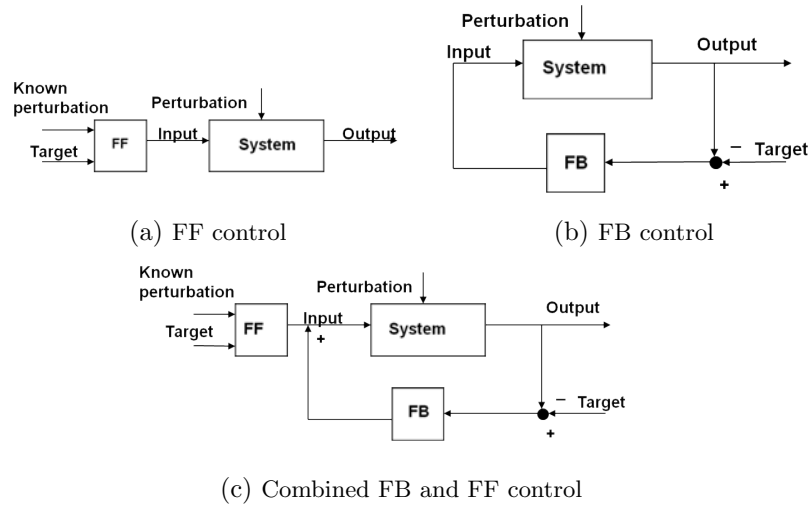 Known
perturbation
Perturbation
FF
Input
System
Output
Target
(a) FF control
Perturbation
Input
System
Output
FB
−
Target
+
(b) FB control
Known
perturbation
Perturbation
Target
FF
Input
+
System
Output
FB
−
Target
+
(c) Combined FB and FF control